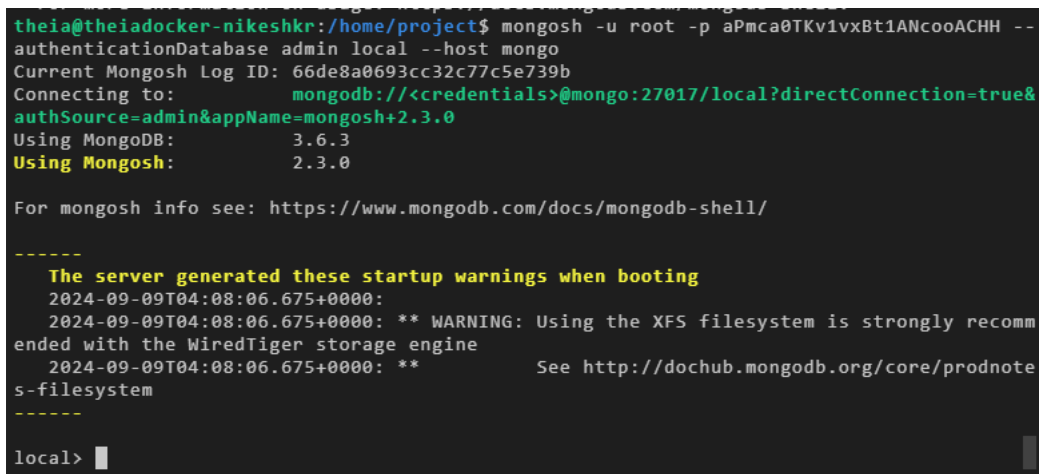 theia@theiadocker-nikeshkr:/home/project$ mongosh -u root -p aPmca0TKv1vxBt1ANcooACHH --
authenticationDatabase admin local --host mongo
Current Mongosh Log ID: 66de8a0693cc32c77c5e739b
Connecting to:          mongodb://<credentials>@mongo:27017/local?directConnection=true&
authSource=admin&appName=mongosh+2.3.0
Using MongoDB:          3.6.3
Using Mongosh:          2.3.0
For mongosh info see: https://www.mongodb.com/docs/mongodb-shell/
------
   The server generated these startup warnings when booting
   2024-09-09T04:08:06.675+0000:
   2024-09-09T04:08:06.675+0000: ** WARNING: Using the XFS filesystem is strongly recomm
ended with the WiredTiger storage engine
   2024-09-09T04:08:06.675+0000: **          See http://dochub.mongodb.org/core/prodnote
s-filesystem
------
local>